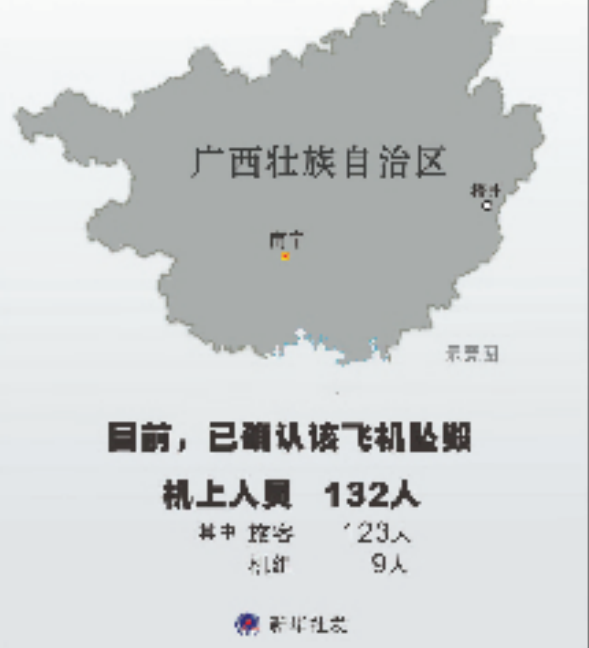 广西壮族自治区
梧州
南宁
示意图
目前，已确认该飞机坠毁
机上人员 132人
其中 旅客 123人
机组 9人
新华社发